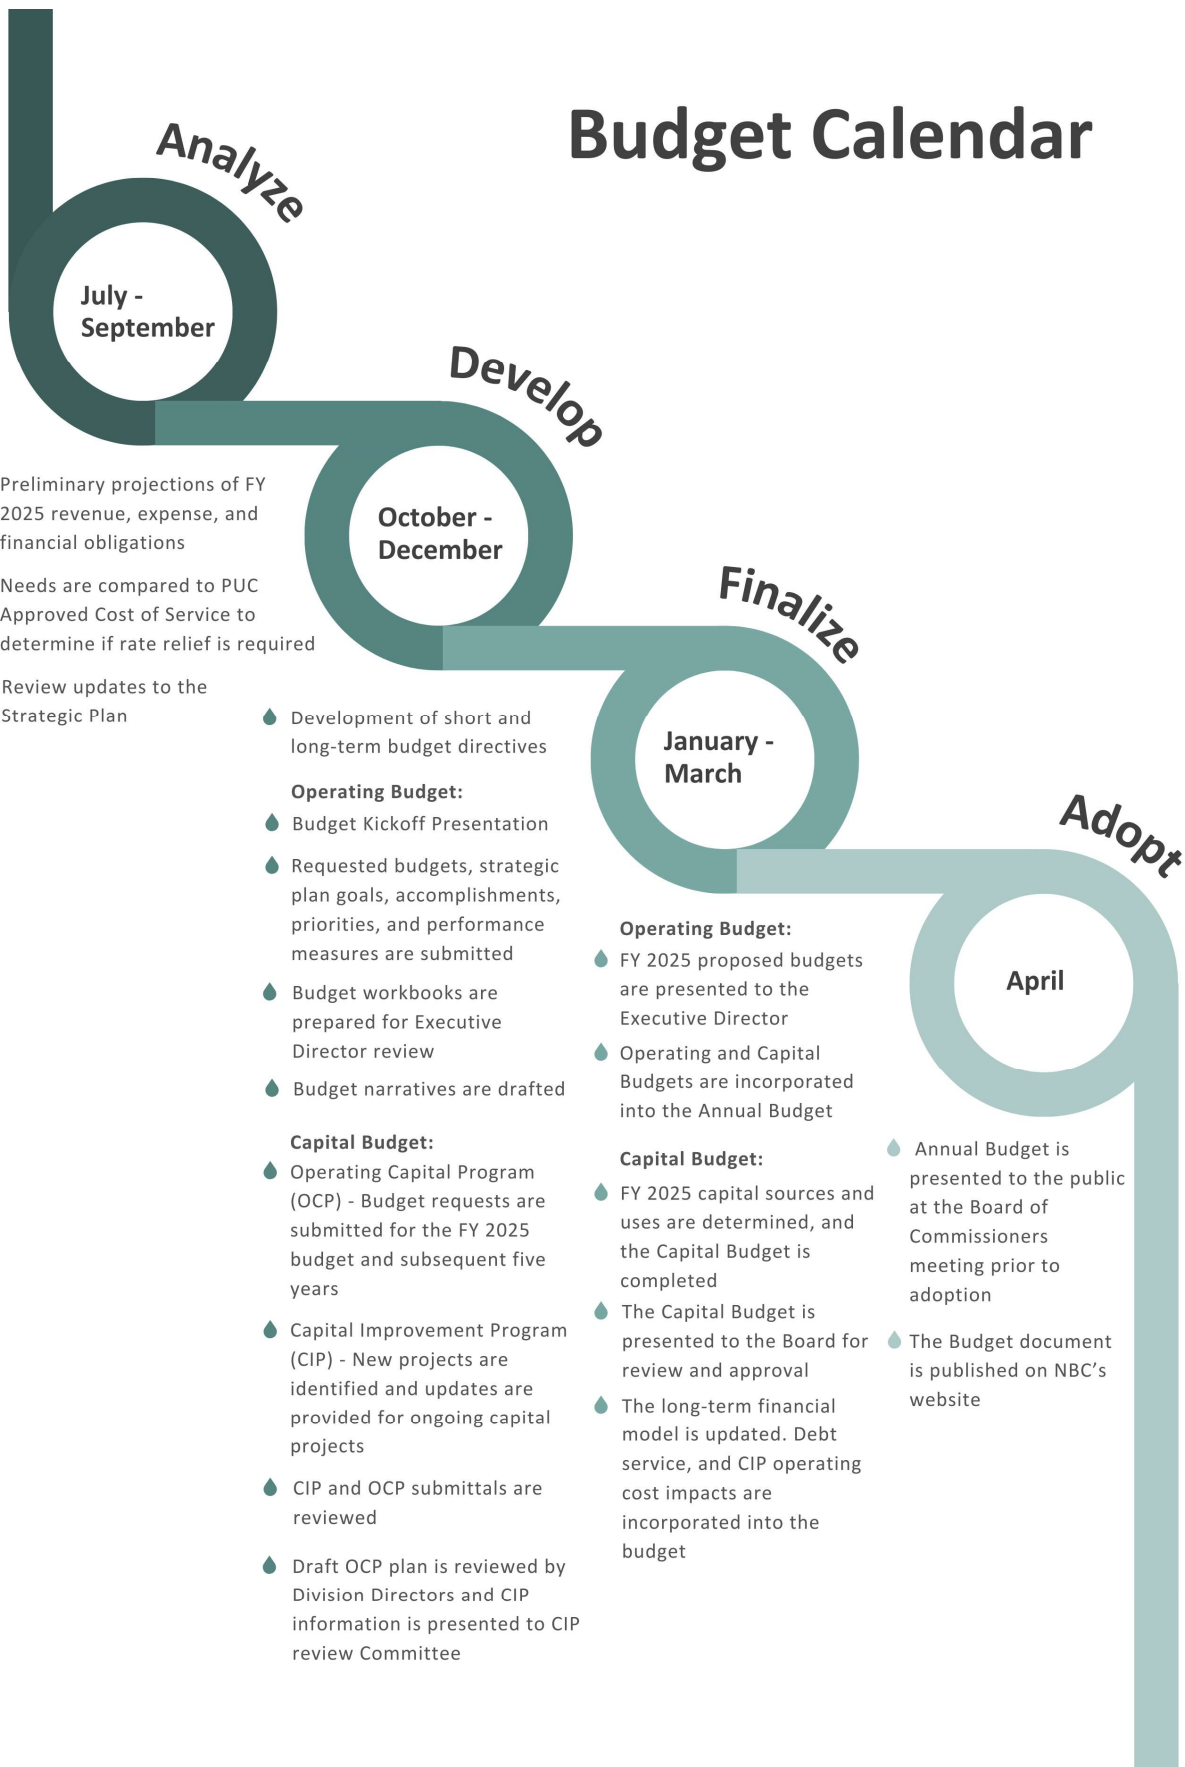 Budget Calendar
Analyze
July -
September
Preliminary projections of FY
2025 revenue, expense, and
financial obligations
Needs are compared to PUC
Approved Cost of Service to
determine if rate relief is required
Review updates to the
Strategic Plan
Develop
October -
December
Development of short and
long-term budget directives
Operating Budget:
Budget Kickoff Presentation
Requested budgets, strategic
plan goals, accomplishments,
priorities, and performance
measures are submitted
Budget workbooks are
prepared for Executive
Director review
Budget narratives are drafted
Capital Budget:
Operating Capital Program
(OCP) - Budget requests are
submitted for the FY 2025
budget and subsequent five
years
Capital Improvement Program
(CIP) - New projects are
identified and updates are
provided for ongoing capital
projects
CIP and OCP submittals are
reviewed
Draft OCP plan is reviewed by
Division Directors and CIP
information is presented to CIP
review Committee
Finalize
January -
March
Operating Budget:
FY 2025 proposed budgets
are presented to the
Executive Director
Operating and Capital
Budgets are incorporated
into the Annual Budget
Capital Budget:
FY 2025 capital sources and
uses are determined, and
the Capital Budget is
completed
The Capital Budget is
presented to the Board for
review and approval
The long-term financial
model is updated. Debt
service, and CIP operating
cost impacts are
incorporated into the
budget
Adopt
April
Annual Budget is
presented to the public
at the Board of
Commissioners
meeting prior to
adoption
The Budget document
is published on NBC’s
website